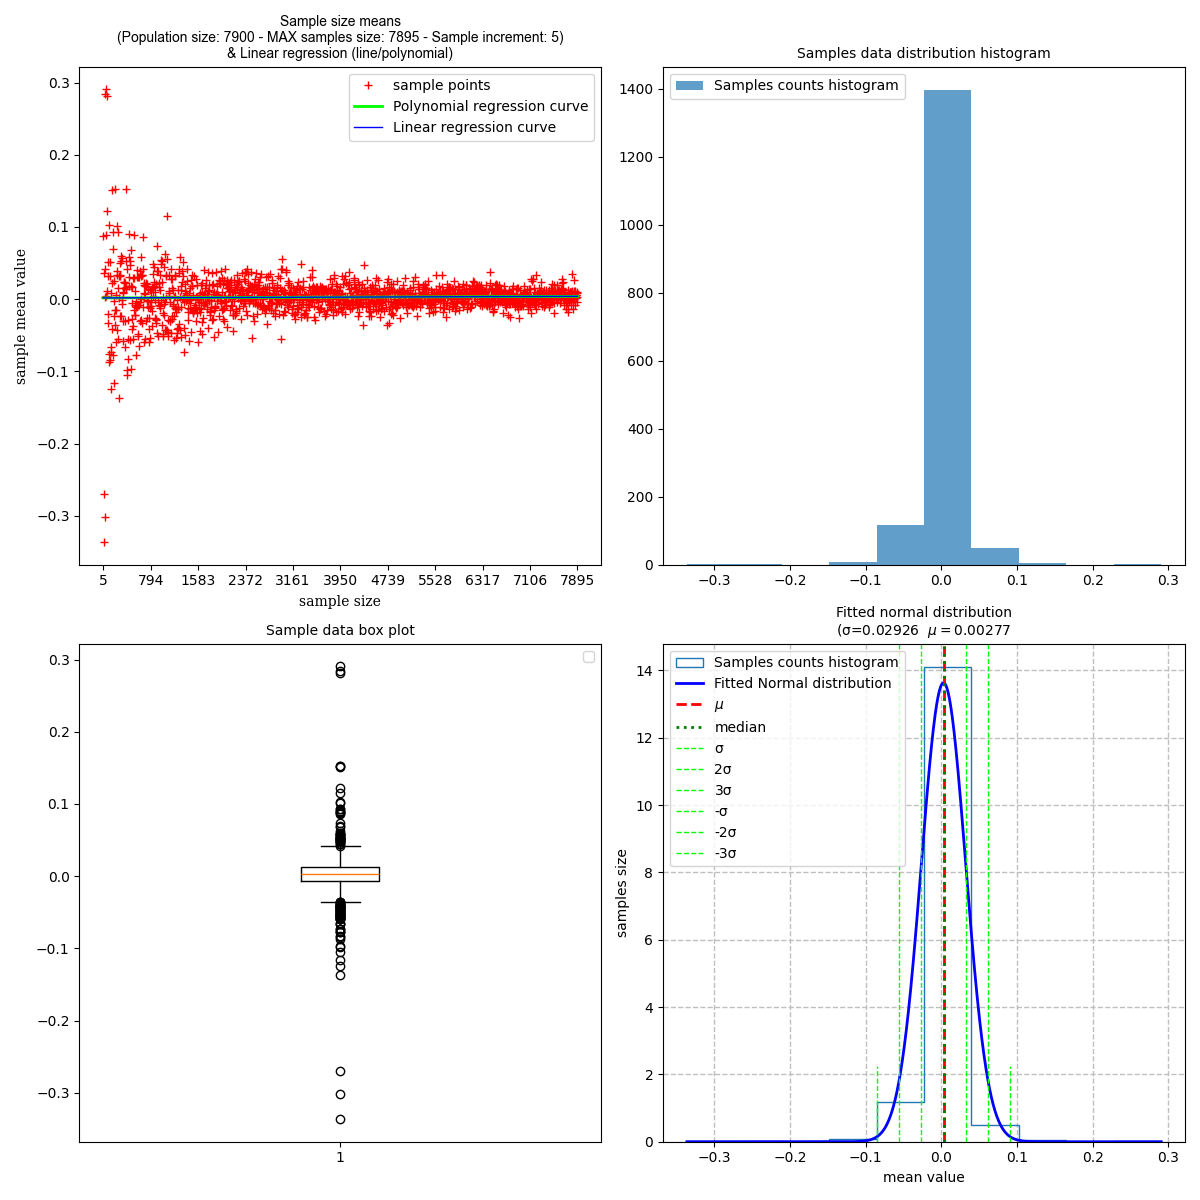 Sample size means
(Population size: 7900 - MAX samples size: 7895 - Sample increment: 5)
& Linear regression (line/polynomial)
sample points
Polynomial regression curve
Linear regression curve
0.3
0.2
0.1
0.0
−0.1
−0.2
−0.3
sample mean value
5 794 1583 2372 3161 3950 4739 5528 6317 7106 7895
sample size
Samples data distribution histogram
Samples counts histogram
1400
1200
1000
800
600
400
200
0
−0.3 −0.2 −0.1 0.0 0.1 0.2 0.3
Sample data box plot
0.3
0.2
0.1
0.0
−0.1
−0.2
−0.3
1
Fitted normal distribution
(σ=0.02926 μ = 0.00277
Samples counts histogram
Fitted Normal distribution
μ
median
σ
2σ
3σ
-σ
-2σ
-3σ
14
12
10
8
6
4
2
0
samples size
−0.3 −0.2 −0.1 0.0 0.1 0.2 0.3
mean value